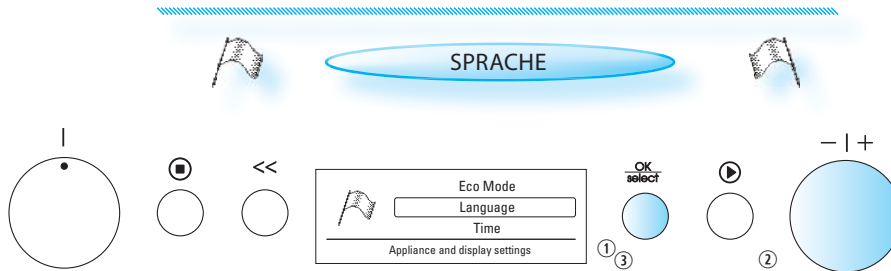 SPRACHE
<<
OK
select
− | +
Eco Mode
Language
Time
Appliance and display settings
①
③
②